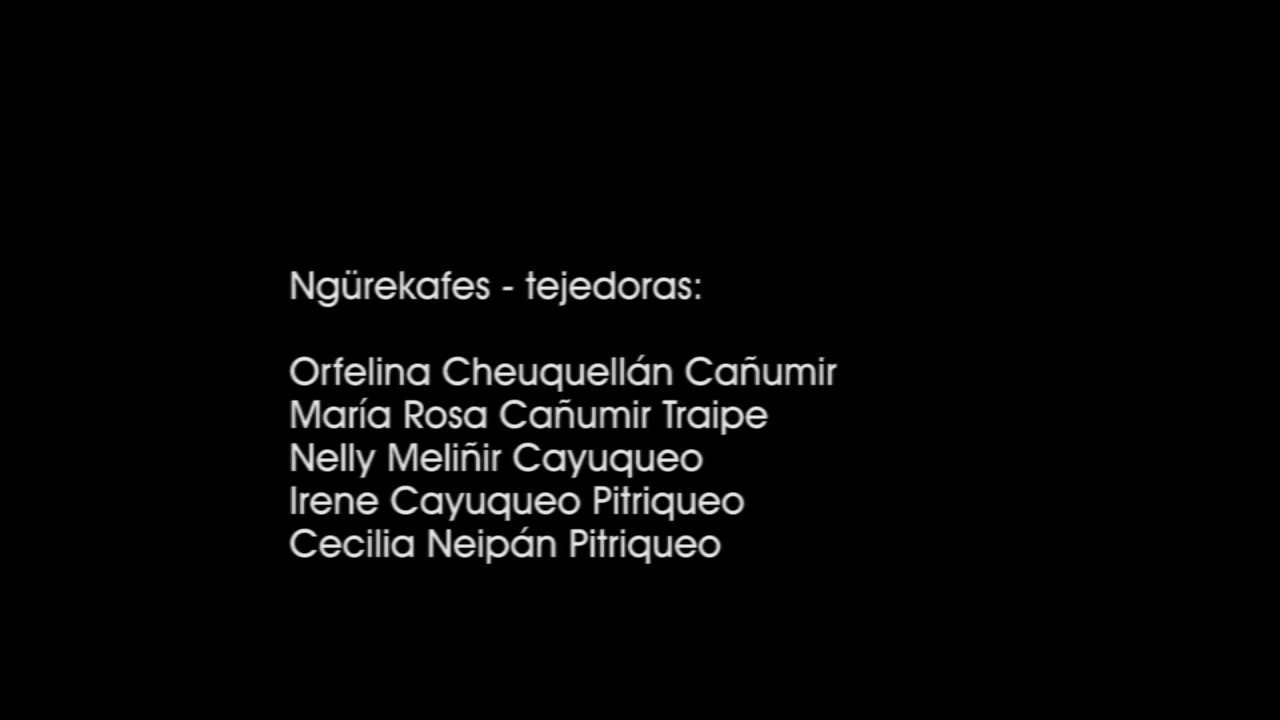 Ngürekafes - tejedoras:
Orfelina Cheuquellán Cañumir
María Rosa Cañumir Traipe
Nelly Meliñir Cayuqueo
Irene Cayuqueo Pitriqueo
Cecilia Neipán Pitriqueo